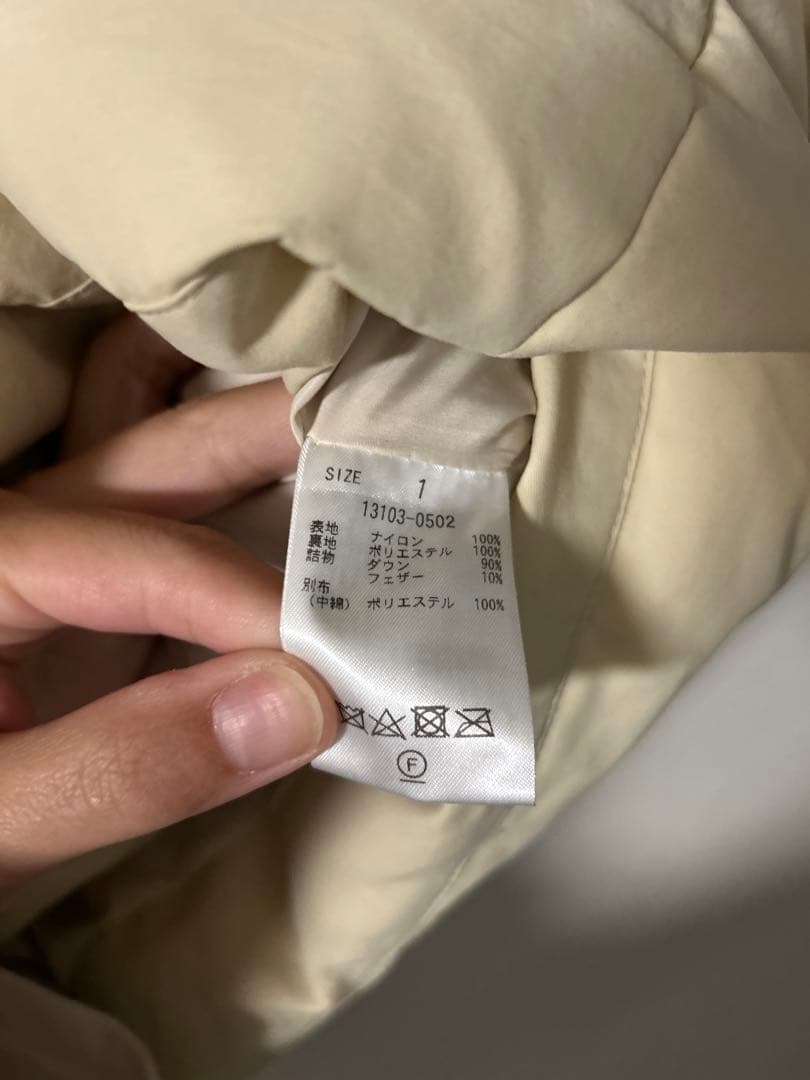 SIZE 1
13103-0502
表地 ナイロン 100%
裏地 ポリエステル 100%
詰物 ダウン 90%
フェザー 10%
別布
(中綿) ポリエステル 100%
F